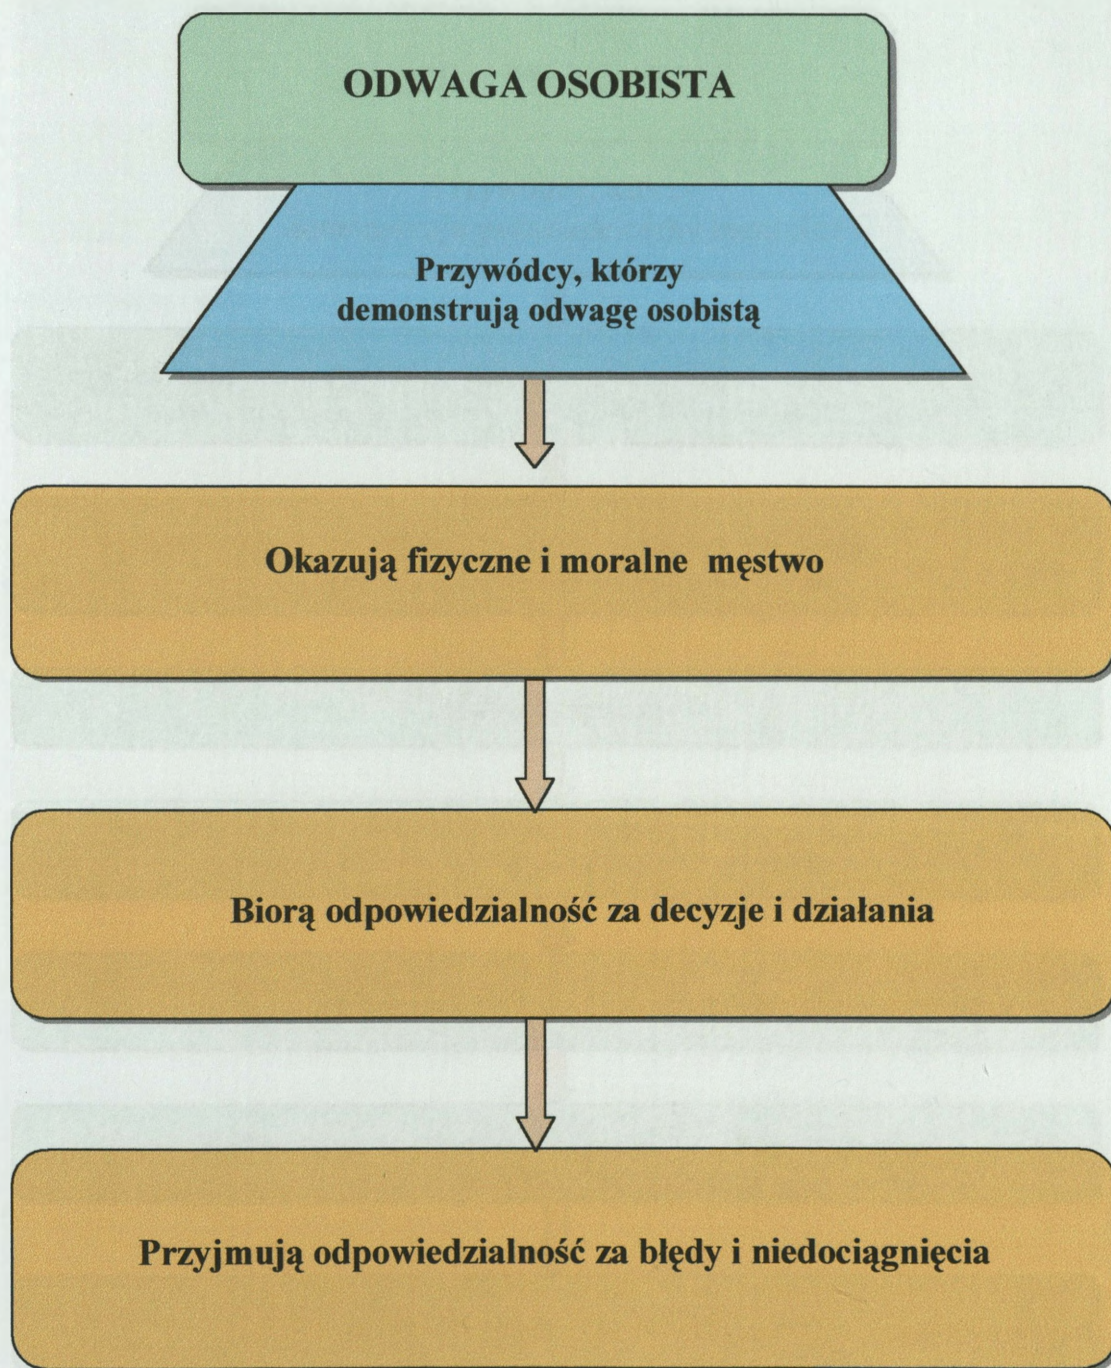 ODWAGA OSOBISTA
Przywódcy, którzy
demonstrują odwagę osobistą
Okazują fizyczne i moralne męstwo
Biorą odpowiedzialność za decyzje i działania
Przyjmują odpowiedzialność za błędy i niedociągnięcia